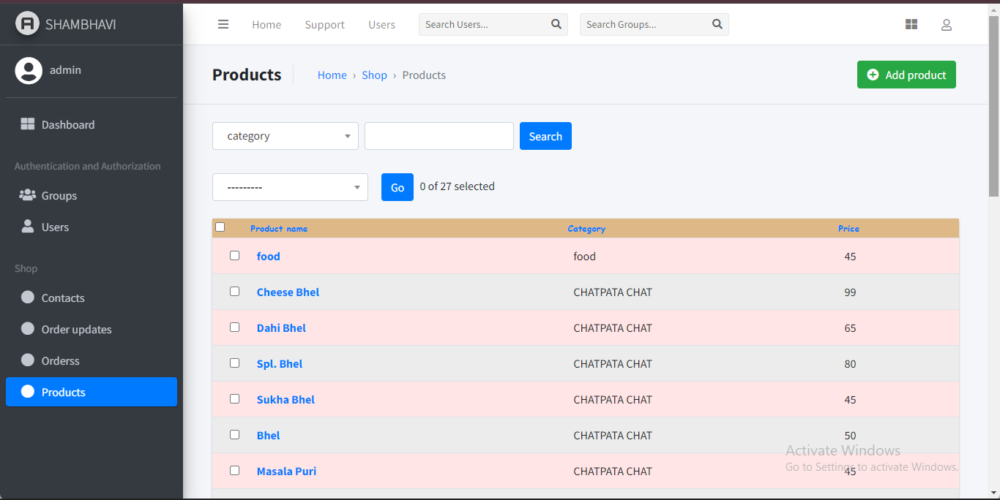 SHAMBHAVI
Home Support Users Search Users... Search Groups...
admin
Products Home › Shop › Products Add product
Dashboard
category Search
Authentication and Authorization
Groups
Users
--------- Go 0 of 27 selected
Product name Category Price
food food 45
Cheese Bhel CHATPATA CHAT 99
Dahi Bhel CHATPATA CHAT 65
Spl. Bhel CHATPATA CHAT 80
Sukha Bhel CHATPATA CHAT 45
Bhel CHATPATA CHAT 50
Masala Puri CHATPATA CHAT 45
Shop
Contacts
Order updates
Orderss
Products
Activate Windows
Go to Settings to activate Windows.